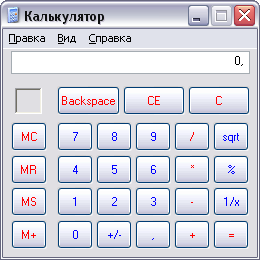 Калькулятор
Правка Вид Справка
0,
Backspace CE C
MC 7 8 9 / sqrt
MR 4 5 6 * %
MS 1 2 3 - 1/x
M+ 0 +/- , + =